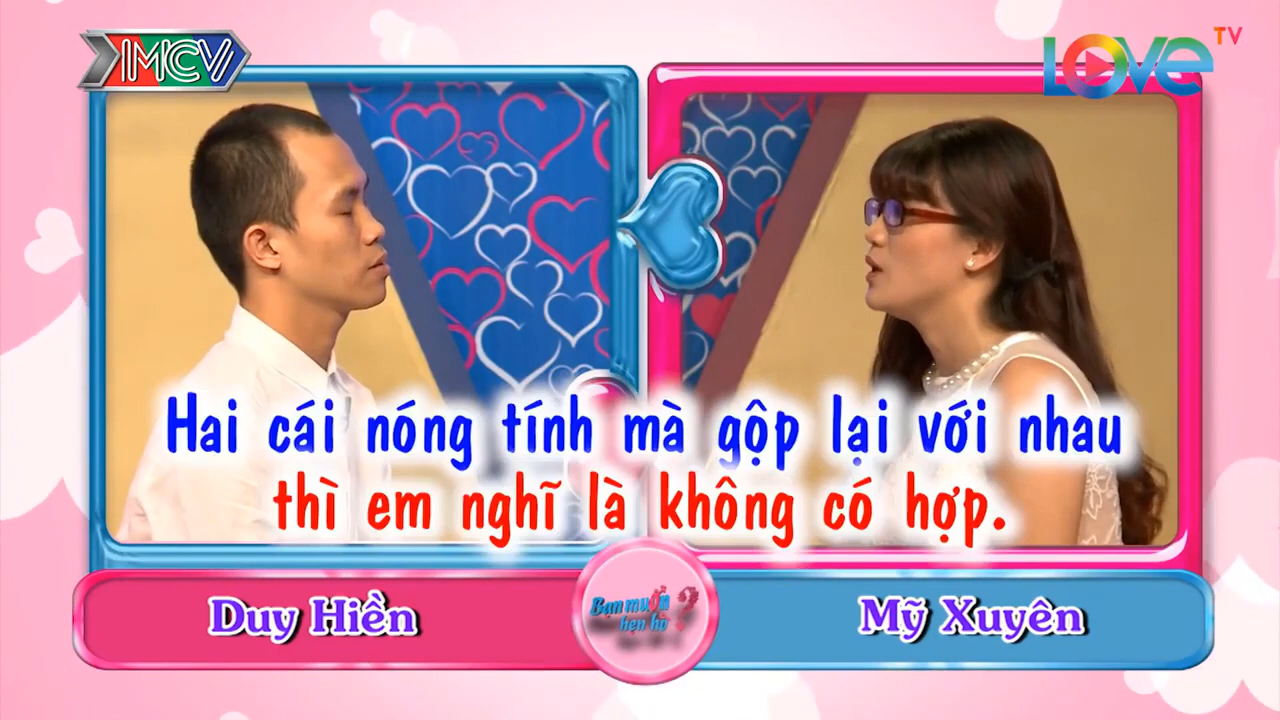 MCV
LOVE TV
Hai cái nóng tính mà gộp lại với nhau
thì em nghĩ là không có hợp.
Duy Hiền
Bạn muốn
hẹn hò
?
Mỹ Xuyên